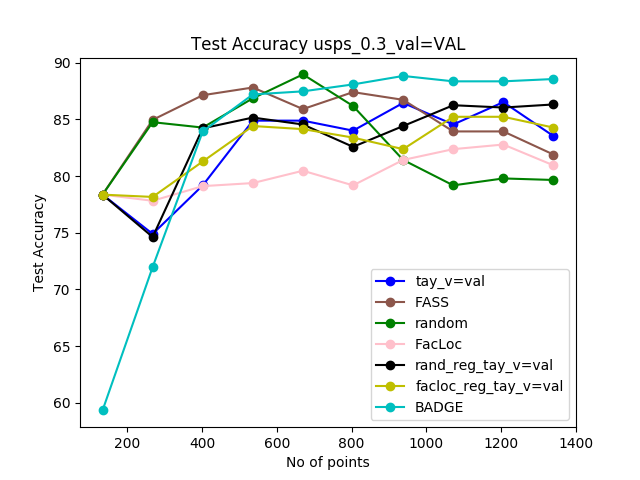 Test Accuracy usps_0.3_val=VAL
90
85
80
75
70
65
60
Test Accuracy
200
400
600
800
1000
1200
1400
No of points
tay_v=val
FASS
random
FacLoc
rand_reg_tay_v=val
facloc_reg_tay_v=val
BADGE